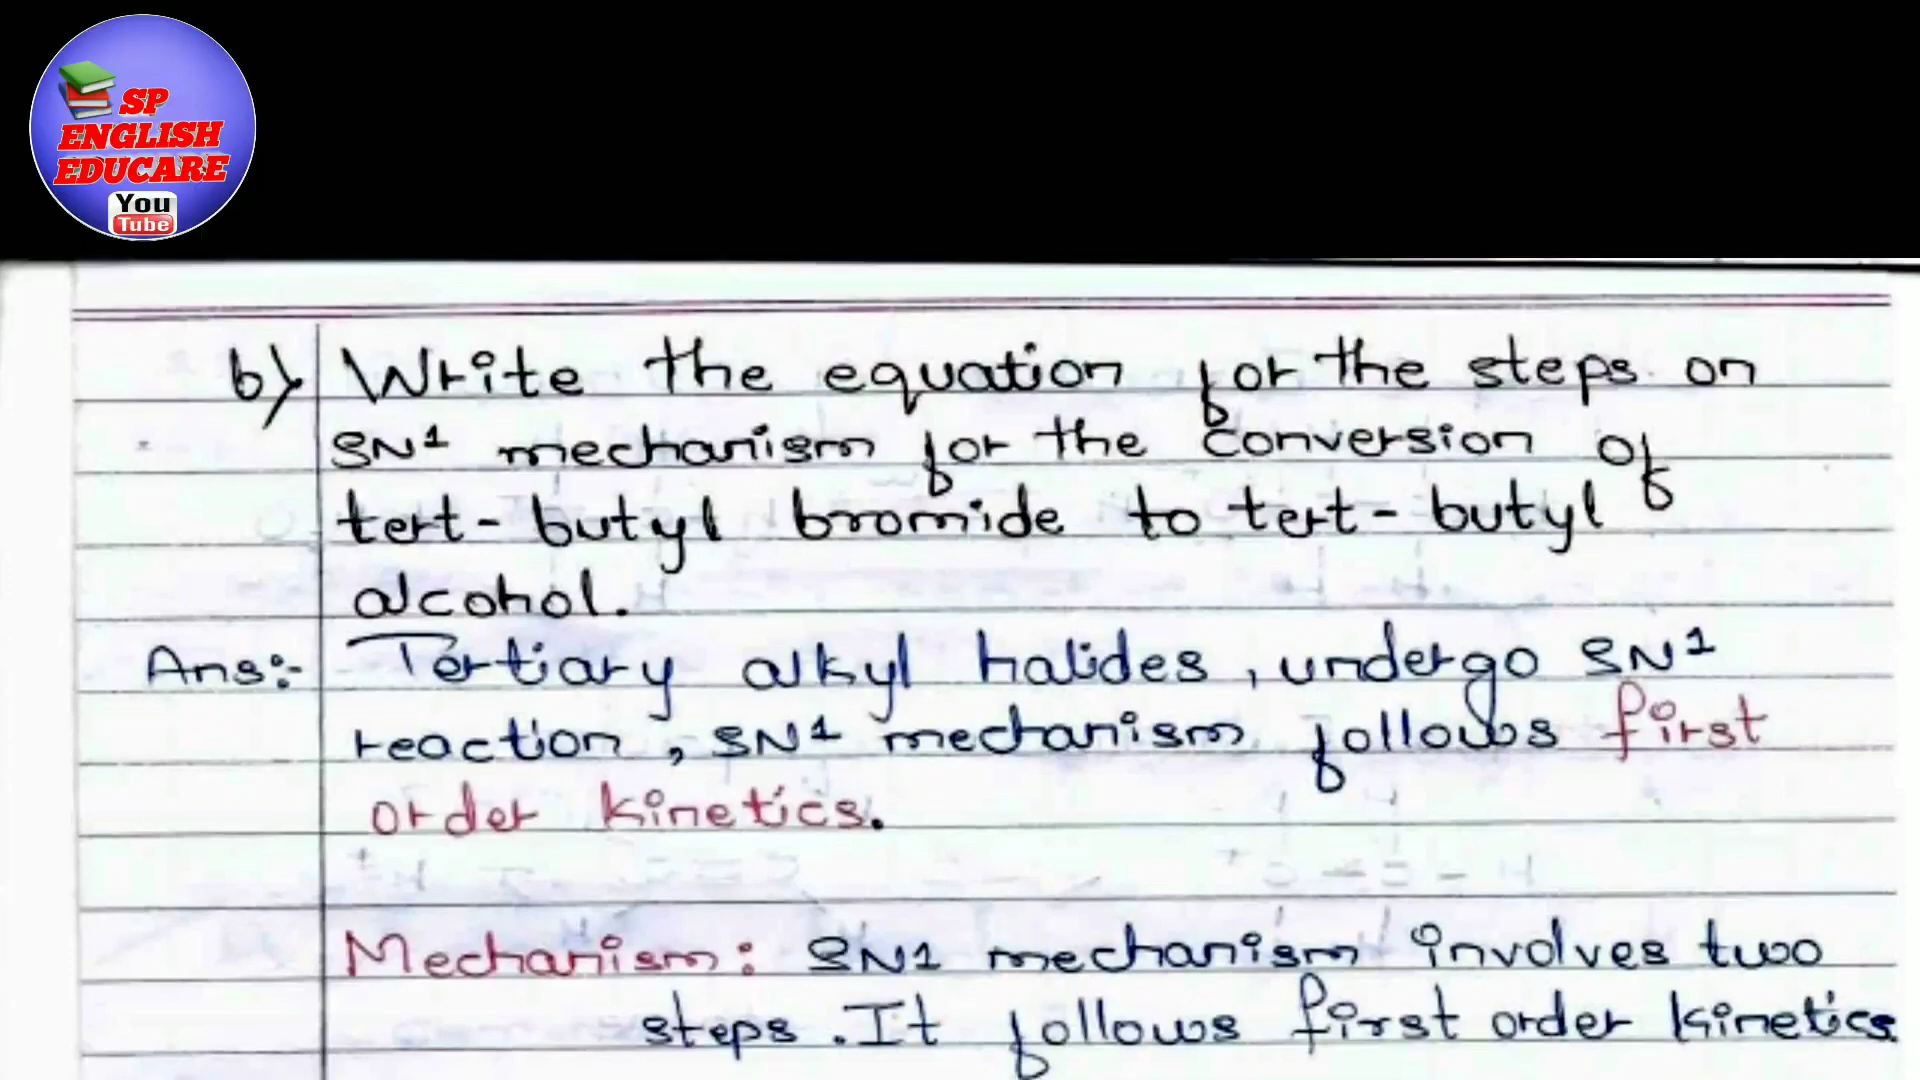 SP
ENGLISH
EDUCARE
You
Tube
b) Write the equation for the steps on
SN1 mechanism for the conversion of
tert-butyl bromide to tert-butyl
alcohol.
Ans:- Tertiary alkyl halides, undergo SN1
reaction, SN1 mechanism follows first
order kinetics.
Mechanism: SN1 mechanism involves two
steps. It follows first order kinetics.